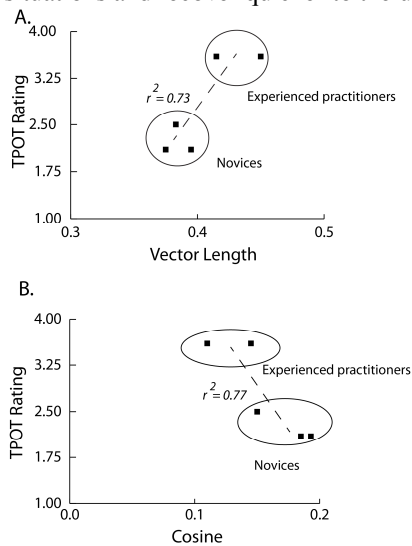 A.
4.00
3.25
2.50
1.75
1.00
TPOT Rating
r2 = 0.73
Experienced practitioners
Novices
0.3
0.4
0.5
Vector Length
B.
4.00
3.25
2.50
1.75
1.00
TPOT Rating
Experienced practitioners
r2 = 0.77
Novices
0.0
0.1
0.2
Cosine